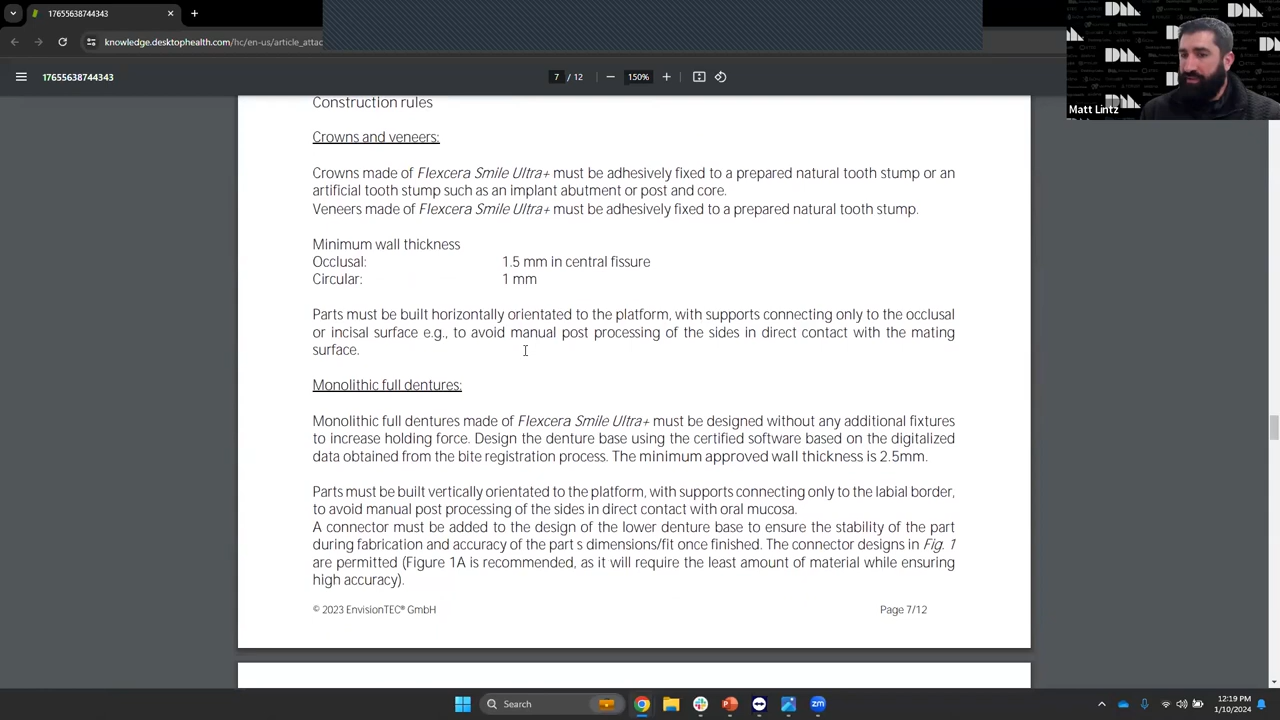 17655638744343
knowledge.desktophealth.com/hc/en-us/article_attac
17655638744343
150%
Matt Lintz
Construction rules
Crowns and veneers:
Crowns made of Flexcera Smile Ultra+ must be adhesively fixed to a prepared natural tooth stump or an
artificial tooth stump such as an implant abutment or post and core.
Veneers made of Flexcera Smile Ultra+ must be adhesively fixed to a prepared natural tooth stump.
Minimum wall thickness
Occlusal: 1.5 mm in central fissure
Circular: 1 mm
Parts must be built horizontally orientated to the platform, with supports connecting only to the occlusal
or incisal surface e.g., to avoid manual post processing of the sides in direct contact with the mating
surface.
Monolithic full dentures:
Monolithic full dentures made of Flexcera Smile Ultra+ must be designed without any additional fixtures
to increase holding force. Design the denture base using the certified software based on the digitalized
data obtained from the bite registration process. The minimum approved wall thickness is 2.5mm.
Parts must be built vertically orientated to the platform, with supports connecting only to the labial border,
to avoid manual post processing of the sides in direct contact with oral mucosa.
A connector must be added to the design of the lower denture base to ensure the stability of the part
during fabrication and accuracy of the part s dimensions/fit once finished. The connector designs in Fig. 1
are permitted (Figure 1A is recommended, as it will require the least amount of material while ensuring
high accuracy).
© 2023 EnvisionTEC® GmbH Page 7/12
Search
12:19 PM
1/10/2024